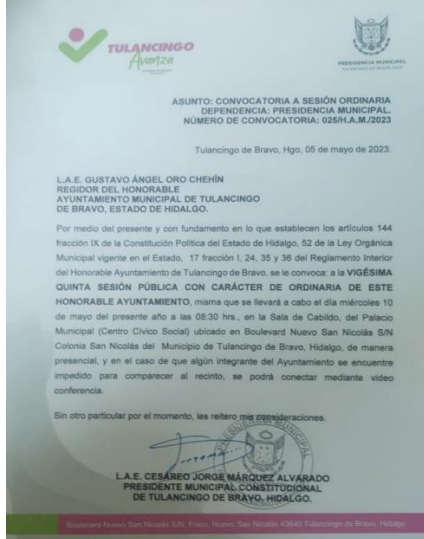 TULANCINGO
Avanza
PRESIDENCIA MUNICIPAL
ASUNTO: CONVOCATORIA A SESIÓN ORDINARIA
DEPENDENCIA: PRESIDENCIA MUNICIPAL.
NÚMERO DE CONVOCATORIA: 025/H.A.M./2023
Tulancingo de Bravo, Hgo, 05 de mayo de 2023.
L.A.E. GUSTAVO ÁNGEL ORO CHEHÍN
REGIDOR DEL HONORABLE
AYUNTAMIENTO MUNICIPAL DE TULANCINGO
DE BRAVO, ESTADO DE HIDALGO.
Por medio del presente y con fundamento en lo que establecen los artículos 144
fracción IX de la Constitución Política del Estado de Hidalgo, 52 de la Ley Orgánica
Municipal vigente en el Estado, 17 fracción I, 24, 35 y 36 del Reglamento Interior
del Honorable Ayuntamiento de Tulancingo de Bravo, se le convoca: a la VIGÉSIMA
QUINTA SESIÓN PÚBLICA CON CARÁCTER DE ORDINARIA DE ESTE
HONORABLE AYUNTAMIENTO, misma que se llevará a cabo el día miércoles 10
de mayo del presente año a las 08:30 hrs., en la Sala de Cabildo, del Palacio
Municipal (Centro Cívico Social) ubicado en Boulevard Nuevo San Nicolás S/N
Colonia San Nicolás del Municipio de Tulancingo de Bravo, Hidalgo, de manera
presencial, y en el caso de que algún integrante del Ayuntamiento se encuentre
impedido para comparecer al recinto, se podrá conectar mediante video
conferencia.
Sin otro particular por el momento, les reitero mis consideraciones.
L.A.E. CESÁREO JORGE MÁRQUEZ ALVARADO
PRESIDENTE MUNICIPAL CONSTITUCIONAL
DE TULANCINGO DE BRAVO, HIDALGO.
Boulevard Nuevo San Nicolás S/N, Fracc. Nuevo San Nicolás 43640 Tulancingo de Bravo, Hidalgo